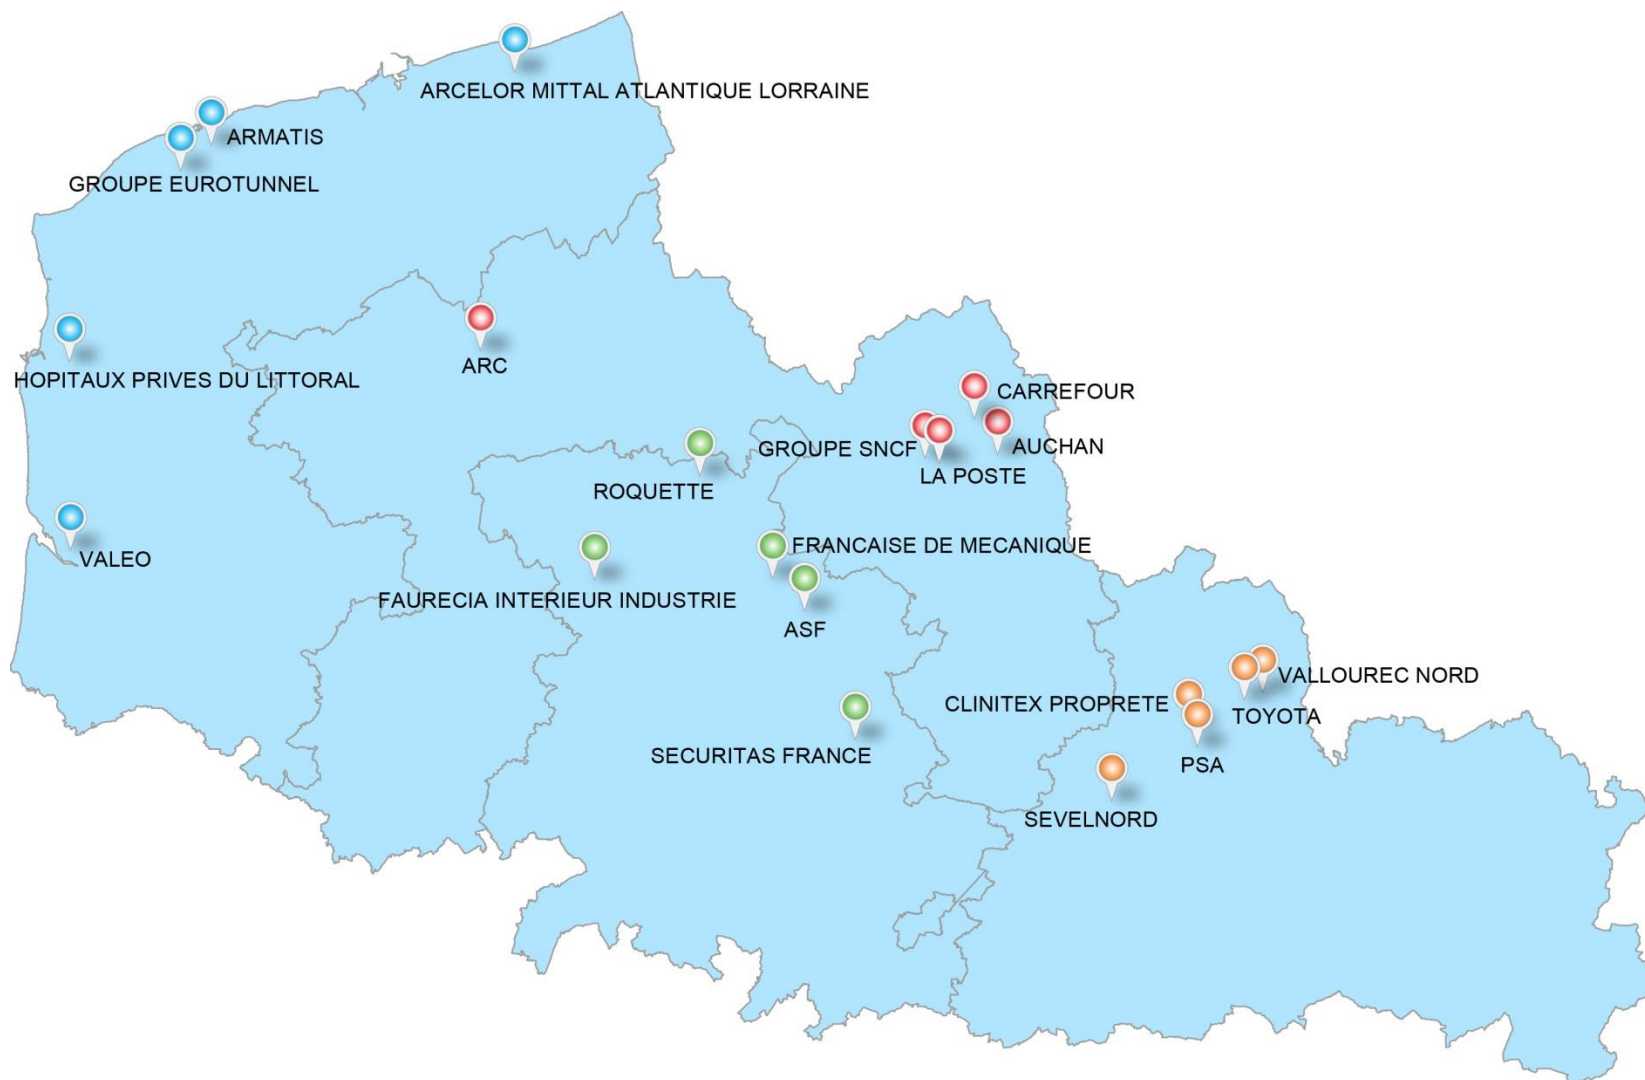 ARCELOR MITTAL ATLANTIQUE LORRAINE
ARMATIS
GROUPE EUROTUNNEL
ARC
HOPITAUX PRIVES DU LITTORAL
CARREFOUR
GROUPE SNCF
AUCHAN
LA POSTE
ROQUETTE
VALEO
FRANCAISE DE MECANIQUE
FAURECIA INTERIEUR INDUSTRIE
ASF
VALLOUREC NORD
CLINITEX PROPRETE
TOYOTA
SECURITAS FRANCE
PSA
SEVELNORD